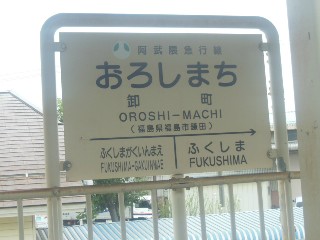 阿武隈急行線
おろしまち
卸町
OROSHI-MACHI
(福島県福島市鎌田)
ふくしまがくいんまえ
FUKUSHIMA-GAKUINMAE
ふくしま
FUKUSHIMA